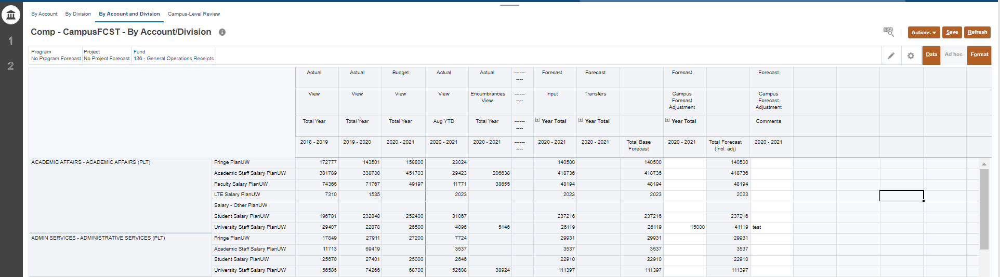 By Account By Division By Account and Division Campus-Level Review
Comp - CampusFCST - By Account/Division
Actions Save Refresh
1
2
Program Project Fund
No Program Forecast No Project Forecast 136 - General Operations Receipts
Data Ad hoc Format
Actual Actual Budget Actual Actual ------ Forecast Forecast Forecast Forecast
----
View View View View Encumbrances ------ Input Transfers Campus Campus
View ---- Forecast Forecast
Adjustment Adjustment
Total Year Total Year Total Year Aug YTD Total Year ------ Year Total Year Total Year Total Comments
----
2018 - 2019 2019 - 2020 2020 - 2021 2020 - 2021 2020 - 2021 ------ 2020 - 2021 2020 - 2021 Total Base 2020 - 2021 Total Forecast 2020 - 2021
---- Forecast (incl. adj)
ACADEMIC AFFAIRS - ACADEMIC AFFAIRS (PLT) Fringe PlanUW 172777 143501 158800 23024 140500 140500 140500
Academic Staff Salary PlanUW 381789 338730 451703 29423 206638 418736 418736 418736
Faculty Salary PlanUW 74366 71767 49197 11771 38655 48194 48194 48194
LTE Salary PlanUW 7310 1535 2023 2023 2023 2023
Salary - Other PlanUW
Student Salary PlanUW 196781 232848 252400 31067 237216 237216 237216
University Staff Salary PlanUW 29407 22878 26500 4096 5146 26119 26119 15000 41119 test
ADMIN SERVICES - ADMINISTRATIVE SERVICES (PLT) Fringe PlanUW 17849 27911 27200 7724 29931 29931 29931
Academic Staff Salary PlanUW 11713 69419 3537 3537 3537 3537
Student Salary PlanUW 25670 27401 25000 2646 22910 22910 22910
University Staff Salary PlanUW 56586 74266 68700 52608 38924 111397 111397 111397